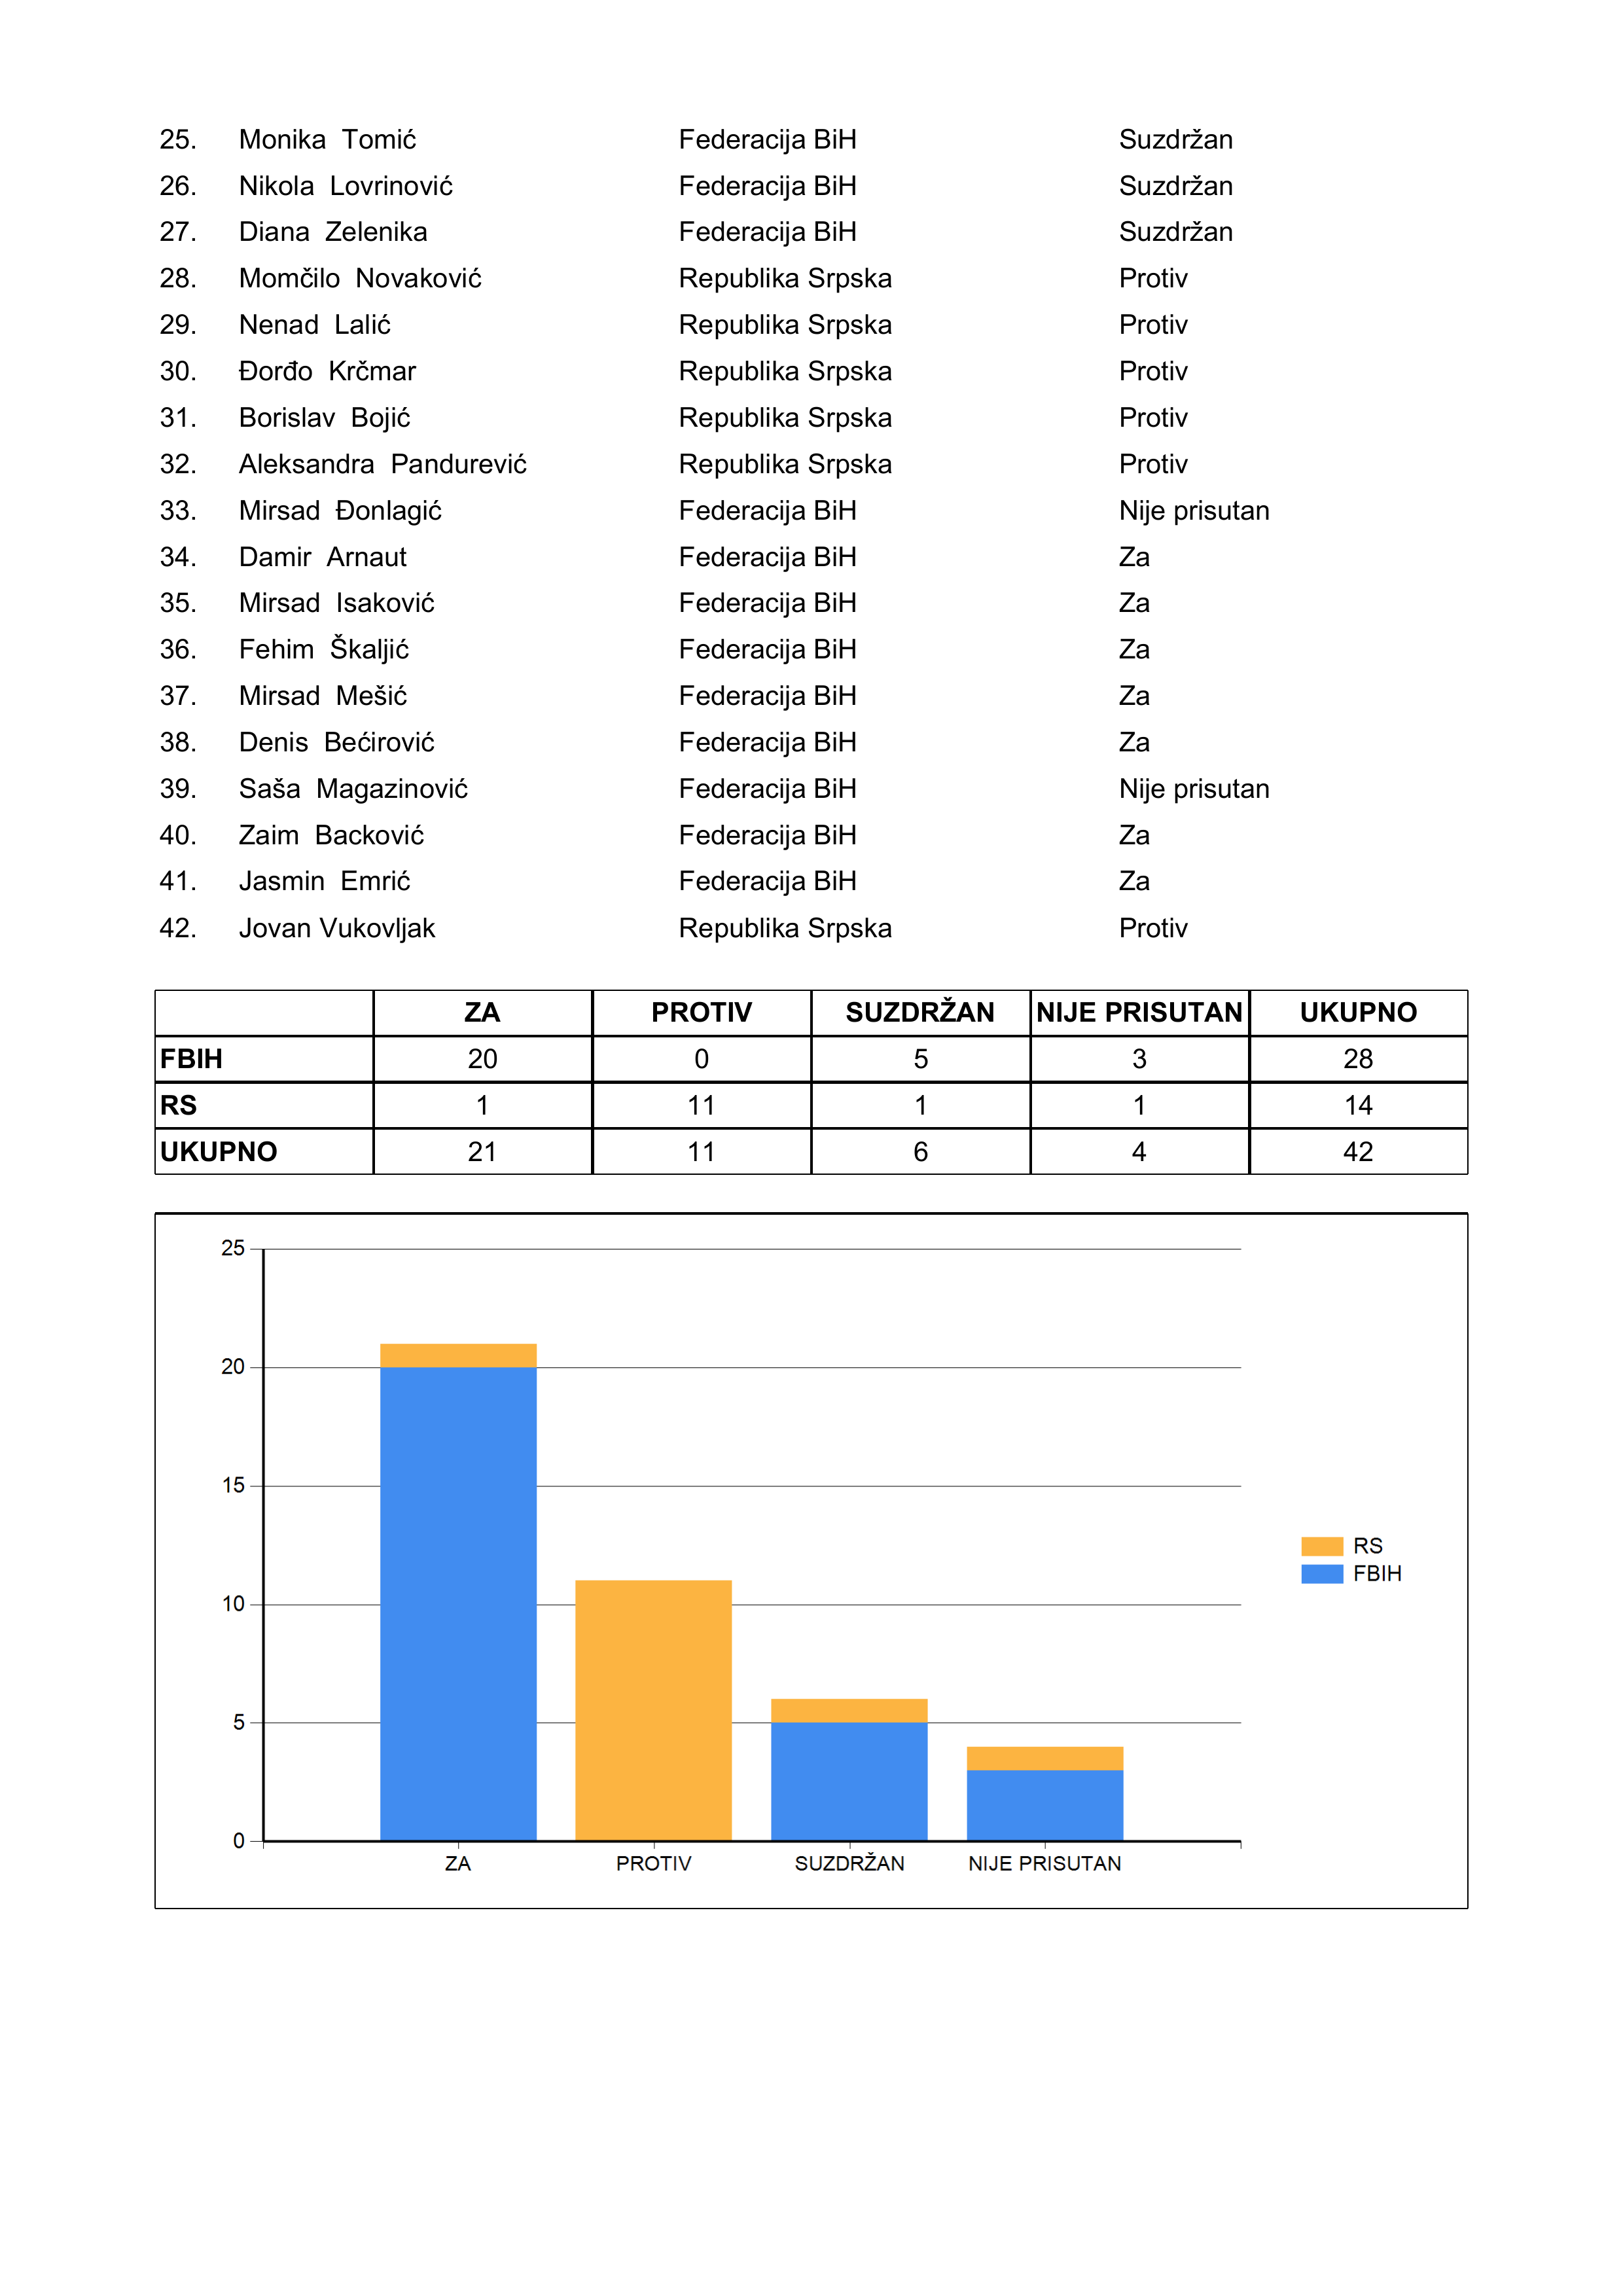 25. Monika Tomić Federacija BiH Suzdržan
26. Nikola Lovrinović Federacija BiH Suzdržan
27. Diana Zelenika Federacija BiH Suzdržan
28. Momčilo Novaković Republika Srpska Protiv
29. Nenad Lalić Republika Srpska Protiv
30. Đorđo Krčmar Republika Srpska Protiv
31. Borislav Bojić Republika Srpska Protiv
32. Aleksandra Pandurević Republika Srpska Protiv
33. Mirsad Đonlagić Federacija BiH Nije prisutan
34. Damir Arnaut Federacija BiH Za
35. Mirsad Isaković Federacija BiH Za
36. Fehim Škaljić Federacija BiH Za
37. Mirsad Mešić Federacija BiH Za
38. Denis Bećirović Federacija BiH Za
39. Saša Magazinović Federacija BiH Nije prisutan
40. Zaim Backović Federacija BiH Za
41. Jasmin Emrić Federacija BiH Za
42. Jovan Vukovljak Republika Srpska Protiv
ZA PROTIV SUZDRŽAN NIJE PRISUTAN UKUPNO
FBIH 20 0 5 3 28
RS 1 11 1 1 14
UKUPNO 21 11 6 4 42
25
20
15
10
5
0
ZA PROTIV SUZDRŽAN NIJE PRISUTAN
RS
FBIH